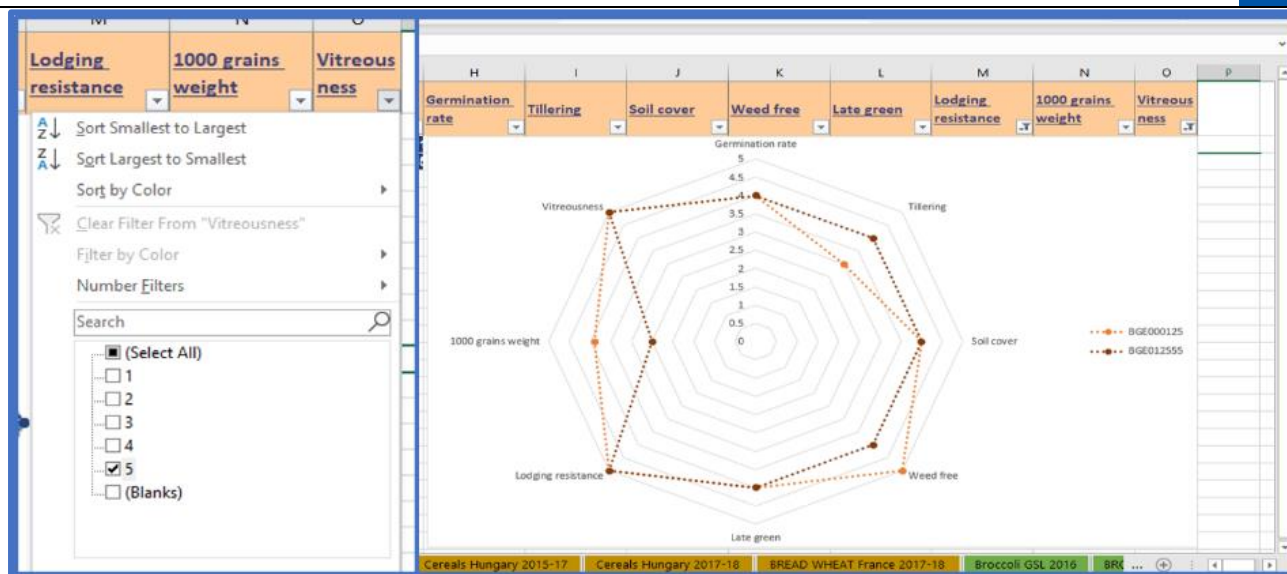 M N O
Lodging resistance
1000 grains weight
Vitreous ness
Sort Smallest to Largest
Sort Largest to Smallest
Sort by Color
Clear Filter From "Vitreousness"
Filter by Color
Number Filters
Search
(Select All)
1
2
3
4
5
(Blanks)
H I J K L M N O P
Germination rate
Tillering
Soil cover
Weed free
Late green
Lodging resistance
1000 grains weight
Vitreous ness
Germination rate
5
4.5
4
3.5
3
2.5
2
1.5
1
0.5
0
Tillering
Soil cover
Weed free
Late green
Lodging resistance
1000 grains weight
Vitreousness
BGE000125
BGE012555
Cereals Hungary 2015-17
Cereals Hungary 2017-18
BREAD WHEAT France 2017-18
Broccoli GSL 2016
BRC ...